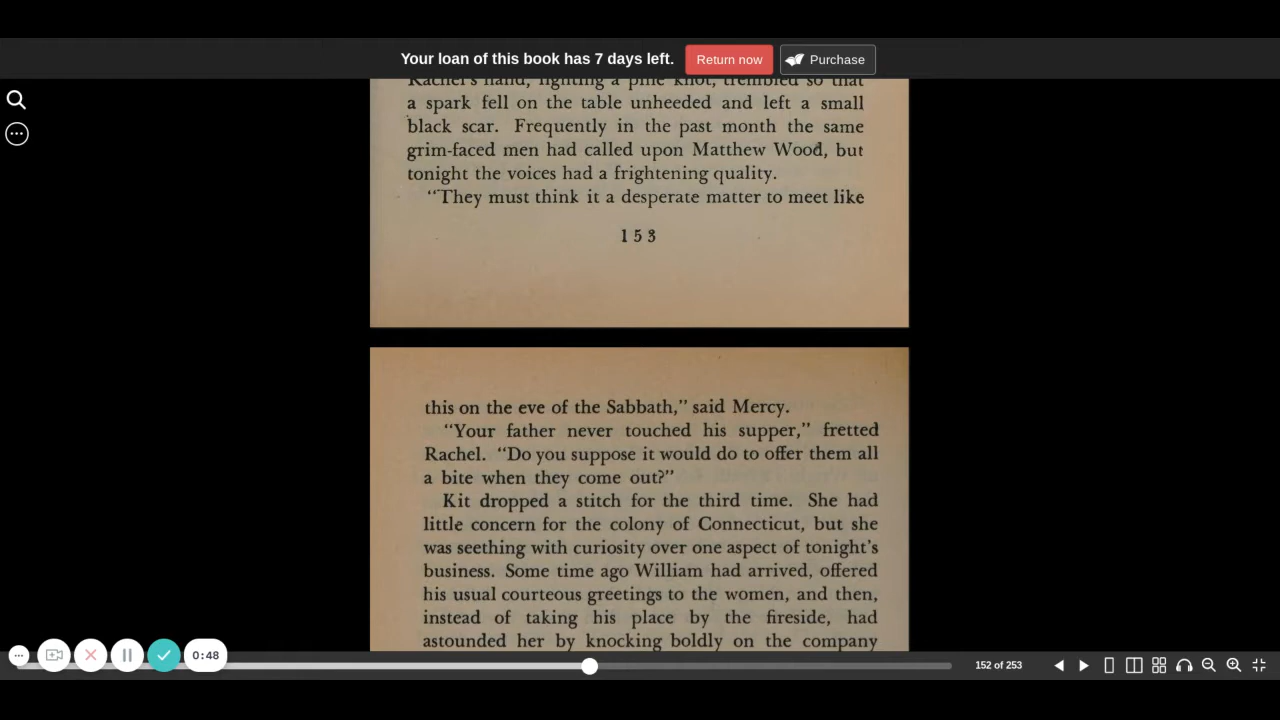 Your loan of this book has 7 days left. Return now Purchase
Rachel's hand, lighting a pine knot, trembled so that
a spark fell on the table unheeded and left a small
black scar. Frequently in the past month the same
grim-faced men had called upon Matthew Wood, but
tonight the voices had a frightening quality.
"They must think it a desperate matter to meet like
153
this on the eve of the Sabbath," said Mercy.
"Your father never touched his supper," fretted
Rachel. "Do you suppose it would do to offer them all
a bite when they come out?"
Kit dropped a stitch for the third time. She had
little concern for the colony of Connecticut, but she
was seething with curiosity over one aspect of tonight's
business. Some time ago William had arrived, offered
his usual courteous greetings to the women, and then,
instead of taking his place by the fireside, had
astounded her by knocking boldly on the company
0:48
152 of 253